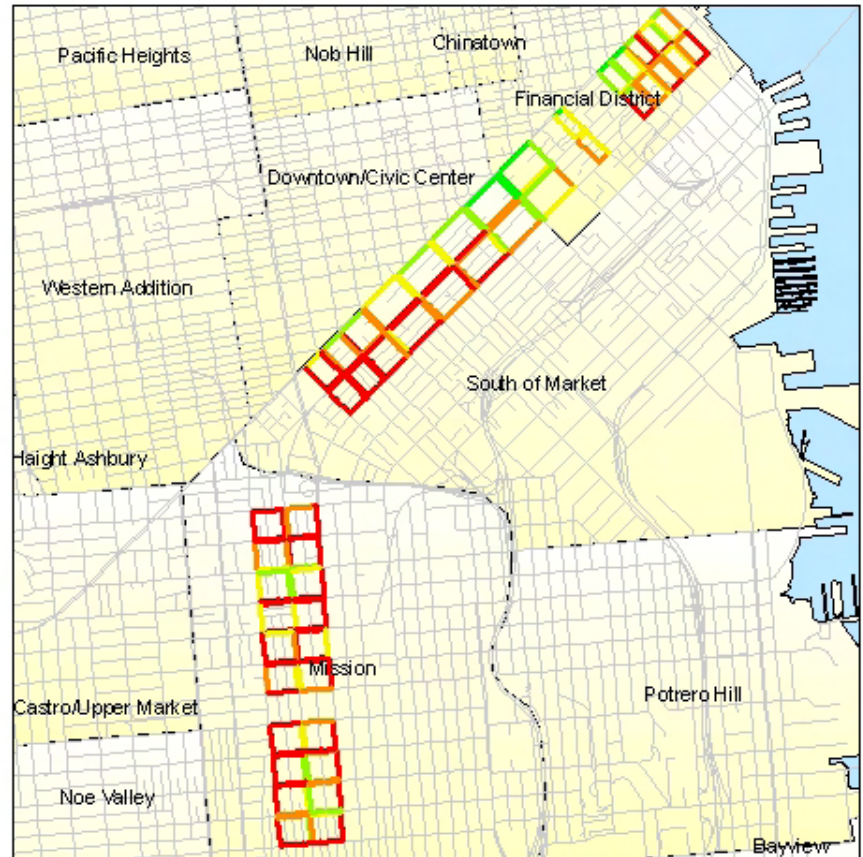 Chinatown
Pacific Heights
Nob Hill
Financial District
Downtown/Civic Center
Western Addition
South of Market
Haight Ashbury
Mission
Potrero Hill
Castro/Upper Market
Noe Valley
Bayview